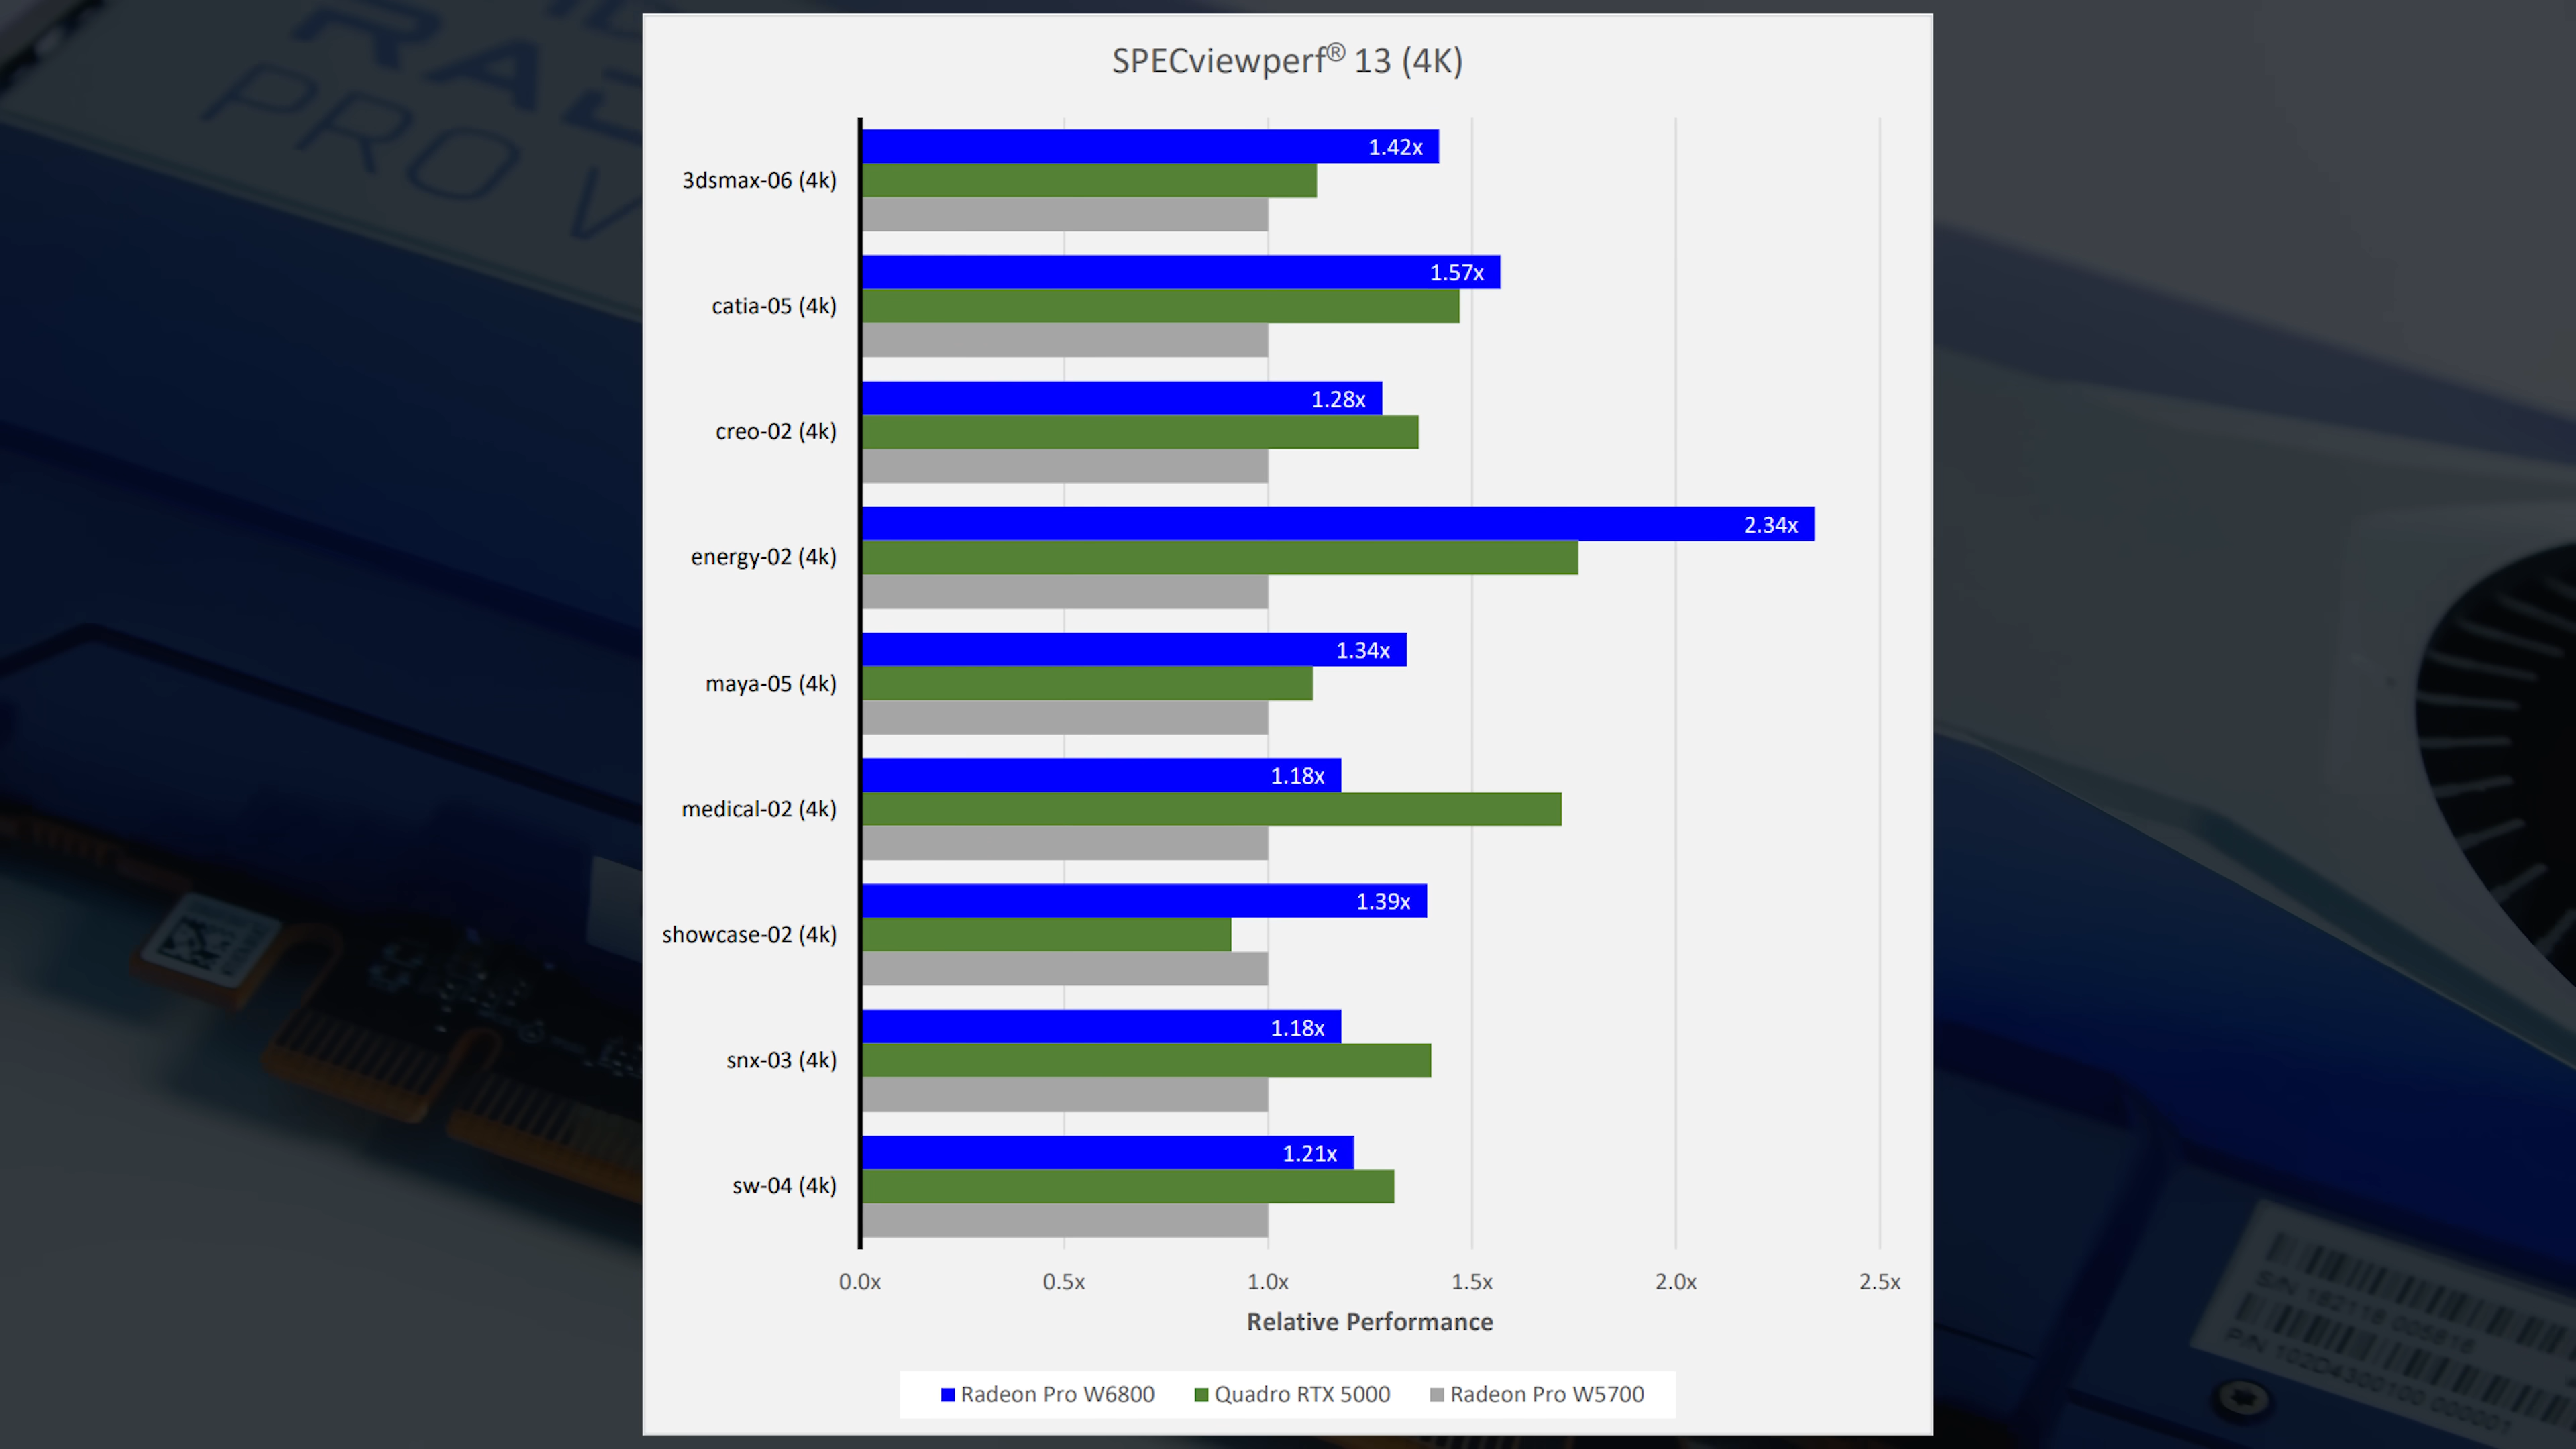 RA
PRO V
SPECviewperf® 13 (4K)
1.42x
3dsmax-06 (4k)
1.57x
catia-05 (4k)
1.28x
creo-02 (4k)
2.34x
energy-02 (4k)
1.34x
maya-05 (4k)
1.18x
medical-02 (4k)
1.39x
showcase-02 (4k)
1.18x
snx-03 (4k)
1.21x
sw-04 (4k)
0.0x 0.5x 1.0x 1.5x 2.0x 2.5x
Relative Performance
Radeon Pro W6800 Quadro RTX 5000 Radeon Pro W5700